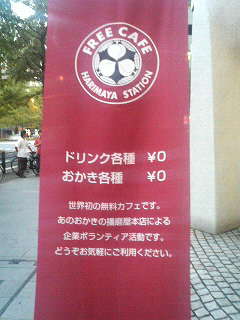 FREE CAFE
HARIMAYA STATION
ドリンク各種 ¥0
おかき各種 ¥0
世界初の無料カフェです。
あのおかきの播磨屋本店による
企業ボランティア活動です。
どうぞお気軽にご利用ください。